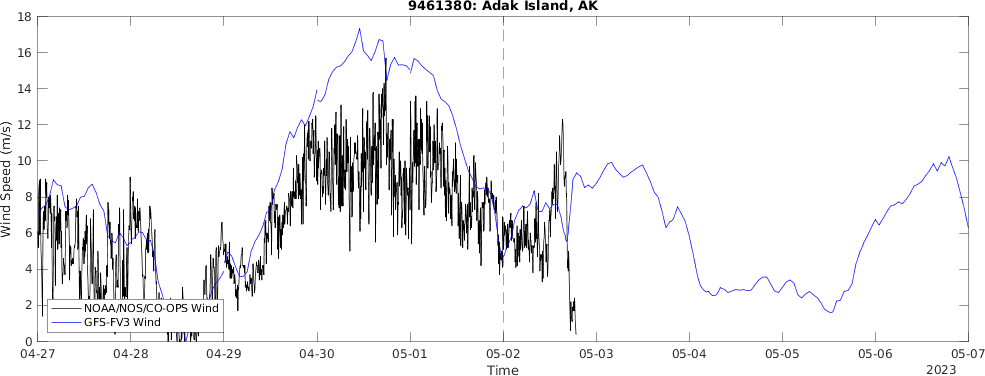 9461380: Adak Island, AK
18
16
14
12
10
8
6
4
2
0
Wind Speed (m/s)
NOAA/NOS/CO-OPS Wind
GFS-FV3 Wind
04-27 04-28 04-29 04-30 05-01 05-02 05-03 05-04 05-05 05-06 05-07
Time
2023